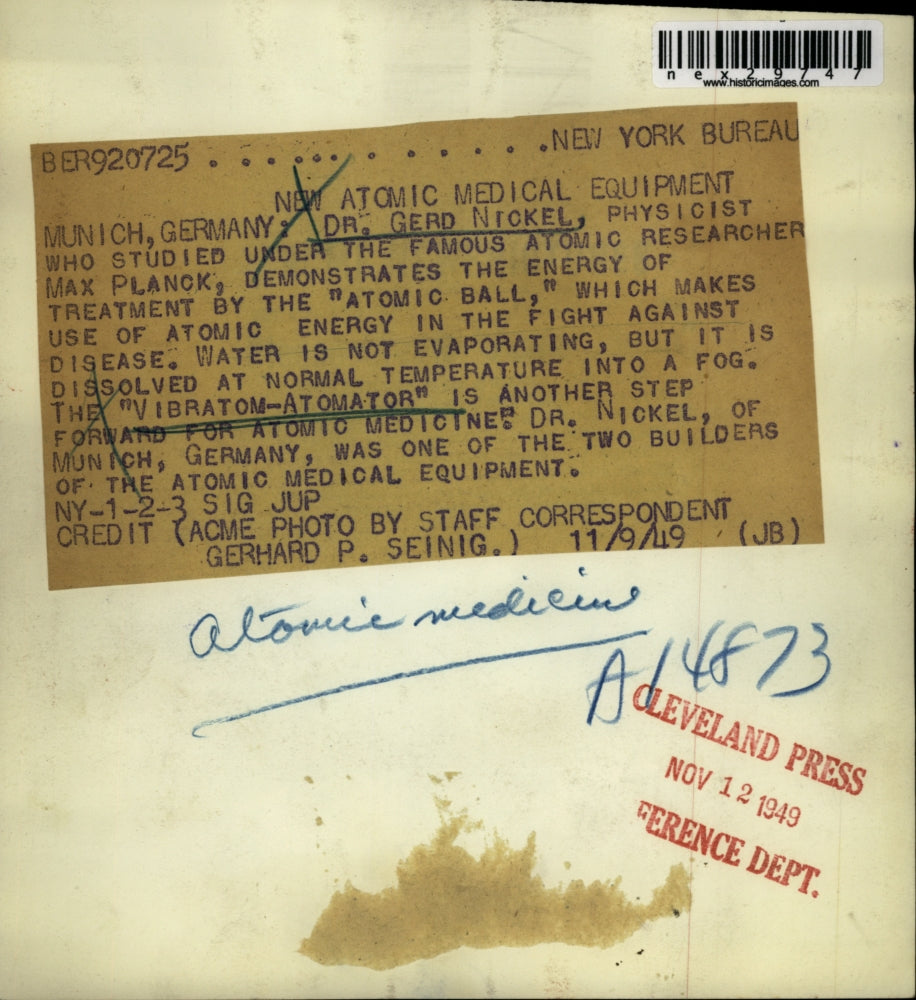 nex29747
www.historicimages.com
BER920725 . . . . . . . . . . . . .NEW YORK BUREAU
NEW ATOMIC MEDICAL EQUIPMENT
MUNICH, GERMANY: DR. GERD NICKEL, PHYSICIST
WHO STUDIED UNDER THE FAMOUS ATOMIC RESEARCHER
MAX PLANCK, DEMONSTRATES THE ENERGY OF
TREATMENT BY THE "ATOMIC BALL," WHICH MAKES
USE OF ATOMIC ENERGY IN THE FIGHT AGAINST
DISEASE. WATER IS NOT EVAPORATING, BUT IT IS
DISSOLVED AT NORMAL TEMPERATURE INTO A FOG.
THE "VIBRATOM-ATOMATOR" IS ANOTHER STEP
FORWARD FOR ATOMIC MEDICINE. DR. NICKEL, OF
MUNICH, GERMANY, WAS ONE OF THE TWO BUILDERS
OF THE ATOMIC MEDICAL EQUIPMENT.
NY-1-2-3 SIG JUP
CREDIT (ACME PHOTO BY STAFF CORRESPONDENT
GERHARD P. SEINIG.) 11/9/49 (JB)
Atomic medicine
A14873
CLEVELAND PRESS
NOV 12 1949
FERENCE DEPT.